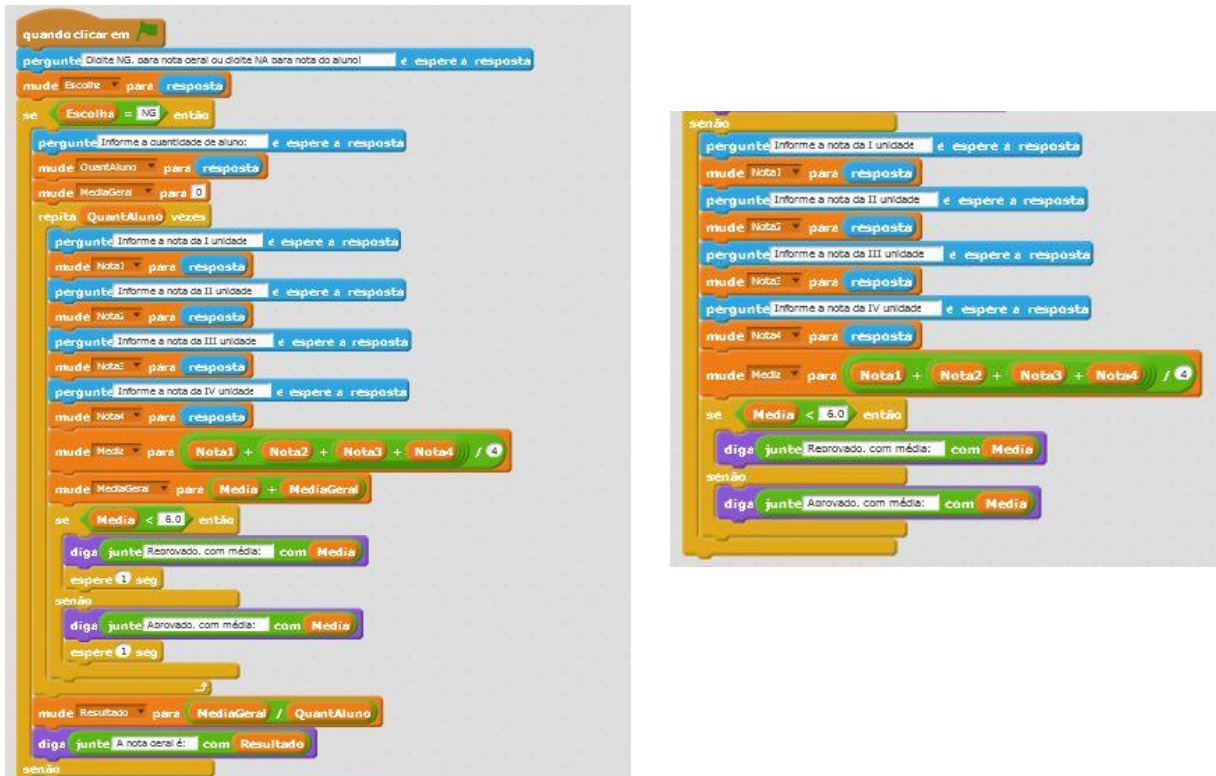 quando clicar em
pergunte Digite NG, para nota geral ou digite NA para nota do aluno! e espere a resposta
mude Escolha para resposta
se Escolha = NG então
pergunte Informe a quantidade de aluno: e espere a resposta
mude QuantAluno para resposta
mude MediaGeral para 0
repita QuantAluno vezes
pergunte Informe a nota da I unidade e espere a resposta
mude Nota1 para resposta
pergunte Informe a nota da II unidade e espere a resposta
mude Nota2 para resposta
pergunte Informe a nota da III unidade e espere a resposta
mude Nota3 para resposta
pergunte Informe a nota da IV unidade e espere a resposta
mude Nota4 para resposta
mude Media para Nota1 + Nota2 + Nota3 + Nota4 / 4
mude MediaGeral para Media + MediaGeral
se Media < 6.0 então
diga junte Reprovado, com média: com Media
espere 1 seg
senão
diga junte Aprovado, com média: com Media
espere 1 seg
mude Resultado para MediaGeral / QuantAluno
diga junte A nota geral é: com Resultado
senão
senão
pergunte Informe a nota da I unidade e espere a resposta
mude Nota1 para resposta
pergunte Informe a nota da II unidade e espere a resposta
mude Nota2 para resposta
pergunte Informe a nota da III unidade e espere a resposta
mude Nota3 para resposta
pergunte Informe a nota da IV unidade e espere a resposta
mude Nota4 para resposta
mude Media para Nota1 + Nota2 + Nota3 + Nota4 / 4
se Media < 6.0 então
diga junte Reprovado, com média: com Media
senão
diga junte Aprovado, com média: com Media